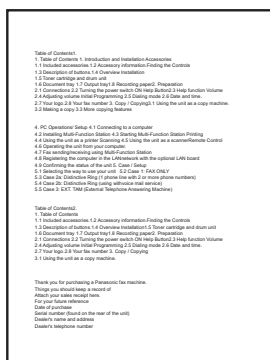 Table of Contents1.
1. Table of Contents 1. Introduction and Installation Accessories
1.1 Included accessories.1.2 Accessory information-Finding the Controls
1.3 Description of buttons.1.4 Overview Installation
1.5 Toner cartridge and drum unit
1.6 Document tray 1.7 Output tray1.8 Recording paper2. Preparation
2.1 Connections 2.2 Turning the power switch ON Help Button2.3 Help function Volume
2.4 Adjusting volume Initial Programming 2.5 Dialing mode 2.6 Date and time.
2.7 Your logo.2.8 Your fax number 3. Copy / Copying3.1 Using the unit as a copy machine.
3.2 Making a copy 3.3 More copy features
4. PC Operations' Setup 4.1 Connecting to a computer
4.2 Installing Multi-Function Station 4.3 Starting Multi-Function Station Printing
4.4 Using the unit as a printer Scanning 4.5 Using the unit as a scanner/Remote Control
4.6 Operating the unit from your computer.
4.7 Fax sending/receiving using Multi-Function Station
4.8 Registering the computer in the LAN/network with the optional LAN board
4.9 Confirming the status of the unit 5. Case / Setup
5.1 Selecting the way to use your unit 5.2 Case 1: FAX ONLY
5.3 Case 2a: Distinctive Ring (1 phone line with 2 or more phone numbers)
5.4 Case 2b: Distinctive Ring (using with voice mail service)
5.5 Case 3: EXT. TAM (External Telephone Answering Machine)
Table of Contents2.
1. Table of Contents
1.1 Included accessories.1.2 Accessory information-Finding the Controls
1.3 Description of buttons.1.4 Overview Installation 1.5 Toner cartridge and drum unit
1.6 Document tray 1.7 Output tray1.8 Recording paper2. Preparation
2.1 Connections 2.2 Turning the power switch ON Help Button2.3 Help function Volume
2.4 Adjusting volume Initial Programming 2.5 Dialing mode 2.6 Date and time.
2.7 Your logo.2.8 Your fax number 3. Copy / Copying
3.1 Using the unit as a copy machine.
Thank you for purchasing a Panasonic fax machine.
Things you should keep a record of
Attach your sales receipt here.
For your future reference
Date of purchase
Serial number (found on the rear of the unit)
Dealer's name and address
Dealer's telephone number